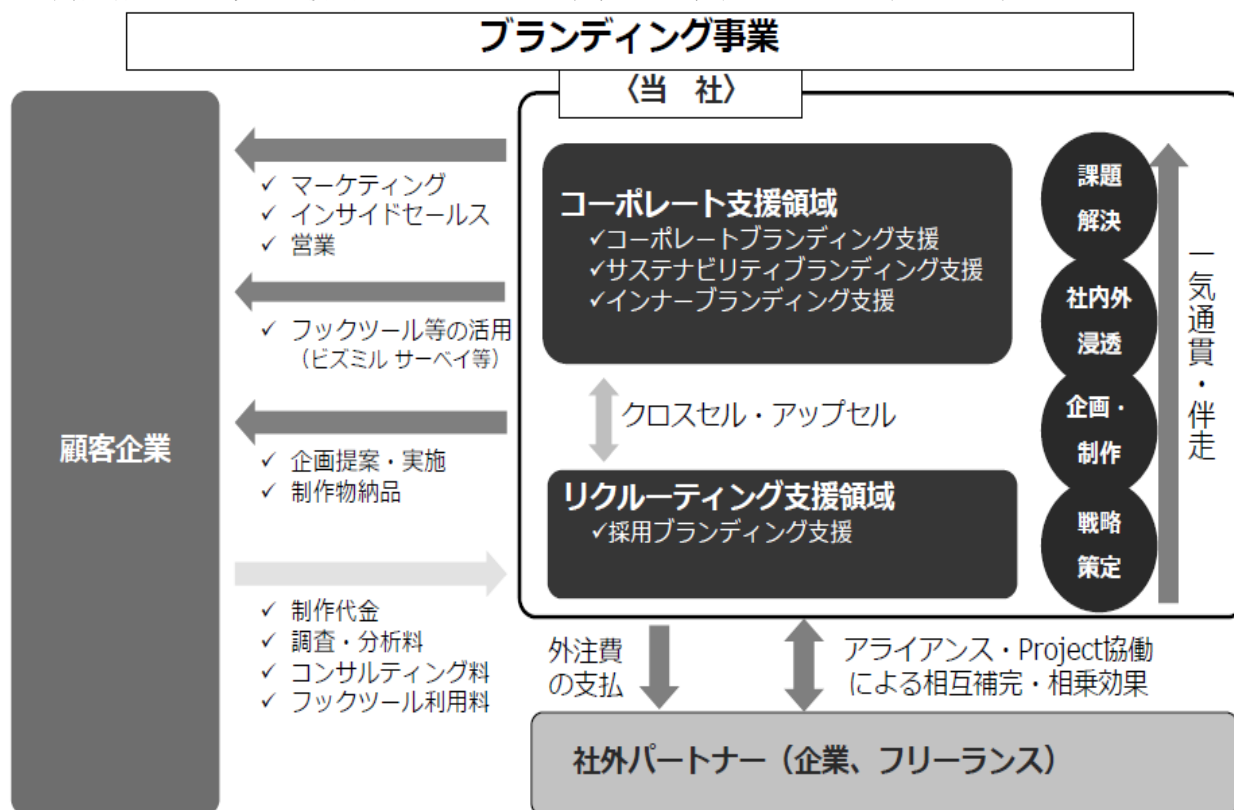 ブランディング事業
〈当　社〉
顧客企業
✓ マーケティング
✓ インサイドセールス
✓ 営業
✓ フックツール等の活用
（ビズミル サーベイ等）
✓ 企画提案・実施
✓ 制作物納品
✓ 制作代金
✓ 調査・分析料
✓ コンサルティング料
✓ フックツール利用料
コーポレート支援領域
✓コーポレートブランディング支援
✓サステナビリティブランディング支援
✓インナーブランディング支援
クロスセル・アップセル
リクルーティング支援領域
✓採用ブランディング支援
課題
解決
社内外
浸透
企画・
制作
戦略
策定
一気通貫・伴走
外注費
の支払
アライアンス・Project協働
による相互補完・相乗効果
社外パートナー（企業、フリーランス）